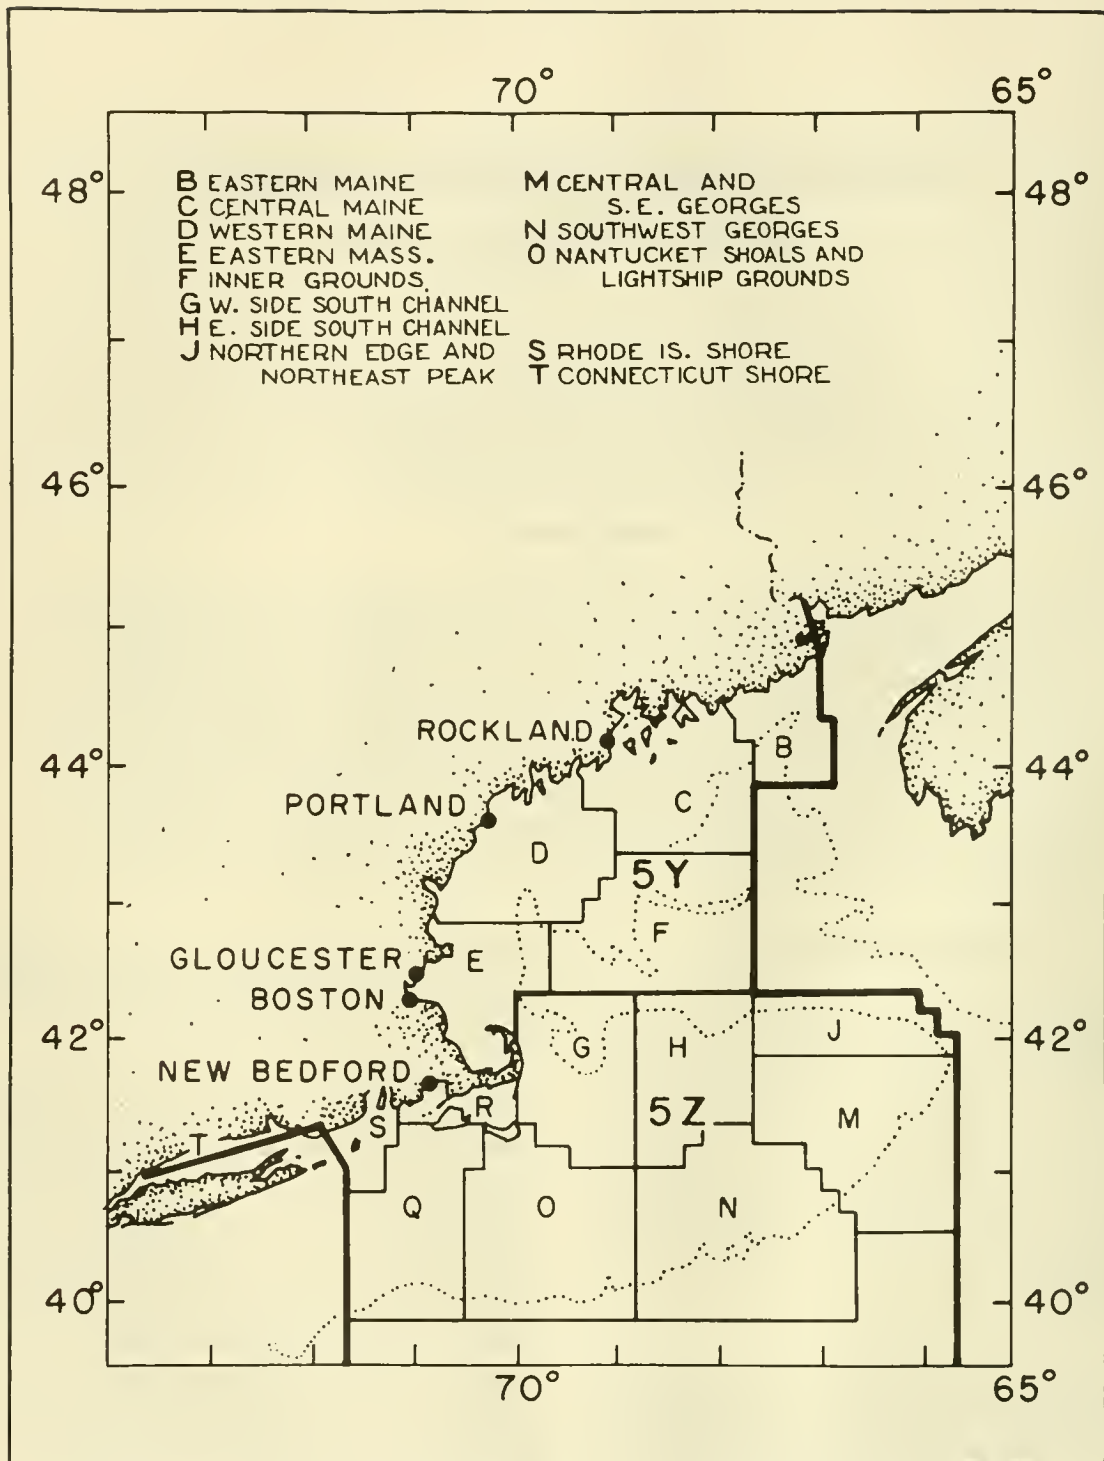 70° 65°
48° 48°
B EASTERN MAINE
C CENTRAL MAINE
D WESTERN MAINE
E EASTERN MASS.
F INNER GROUNDS
G W. SIDE SOUTH CHANNEL
H E. SIDE SOUTH CHANNEL
J NORTHERN EDGE AND
NORTHEAST PEAK
M CENTRAL AND
S.E. GEORGES
N SOUTHWEST GEORGES
O NANTUCKET SHOALS AND
LIGHTSHIP GROUNDS
S RHODE IS. SHORE
T CONNECTICUT SHORE
46° 46°
ROCKLAND
B
44° 44°
PORTLAND
C
D
5Y
F
GLOUCESTER
E
BOSTON
42° 42°
G H J
NEW BEDFORD
R
S
5Z
M
T
Q O N
40° 40°
70° 65°